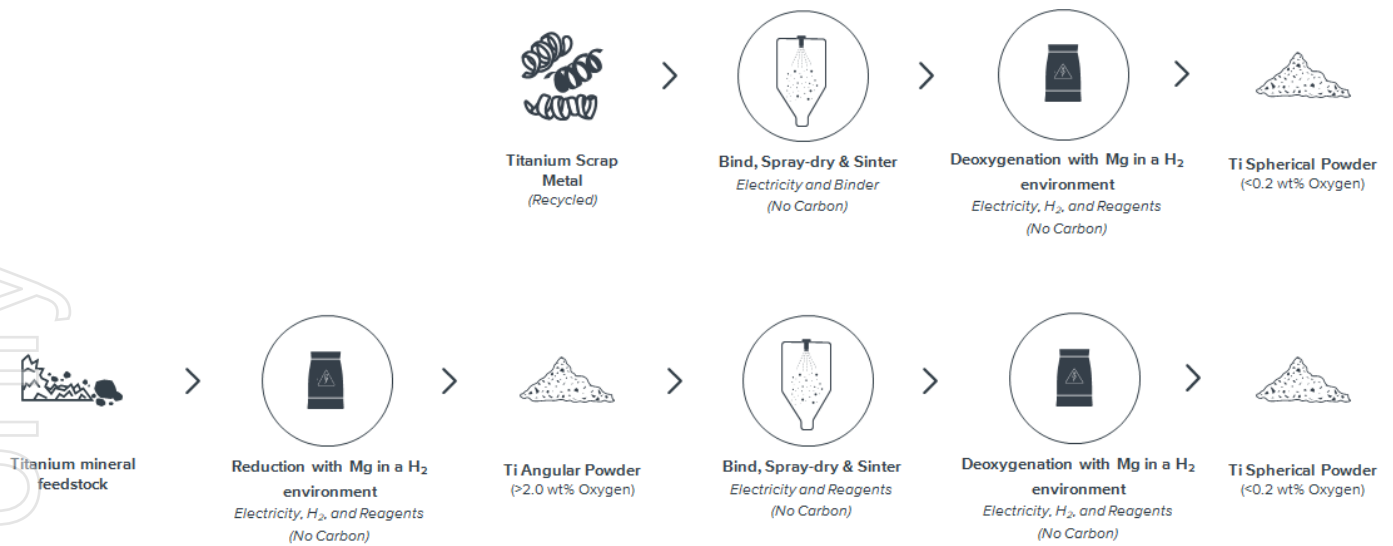 Titanium Scrap
Metal
(Recycled)
Bind, Spray-dry & Sinter
Electricity and Binder
(No Carbon)
Deoxygenation with Mg in a H₂
environment
Electricity, H₂, and Reagents
(No Carbon)
Ti Spherical Powder
(<0.2 wt% Oxygen)
Titanium mineral
feedstock
Reduction with Mg in a H₂
environment
Electricity, H₂, and Reagents
(No Carbon)
Ti Angular Powder
(>2.0 wt% Oxygen)
Bind, Spray-dry & Sinter
Electricity and Reagents
(No Carbon)
Deoxygenation with Mg in a H₂
environment
Electricity, H₂, and Reagents
(No Carbon)
Ti Spherical Powder
(<0.2 wt% Oxygen)